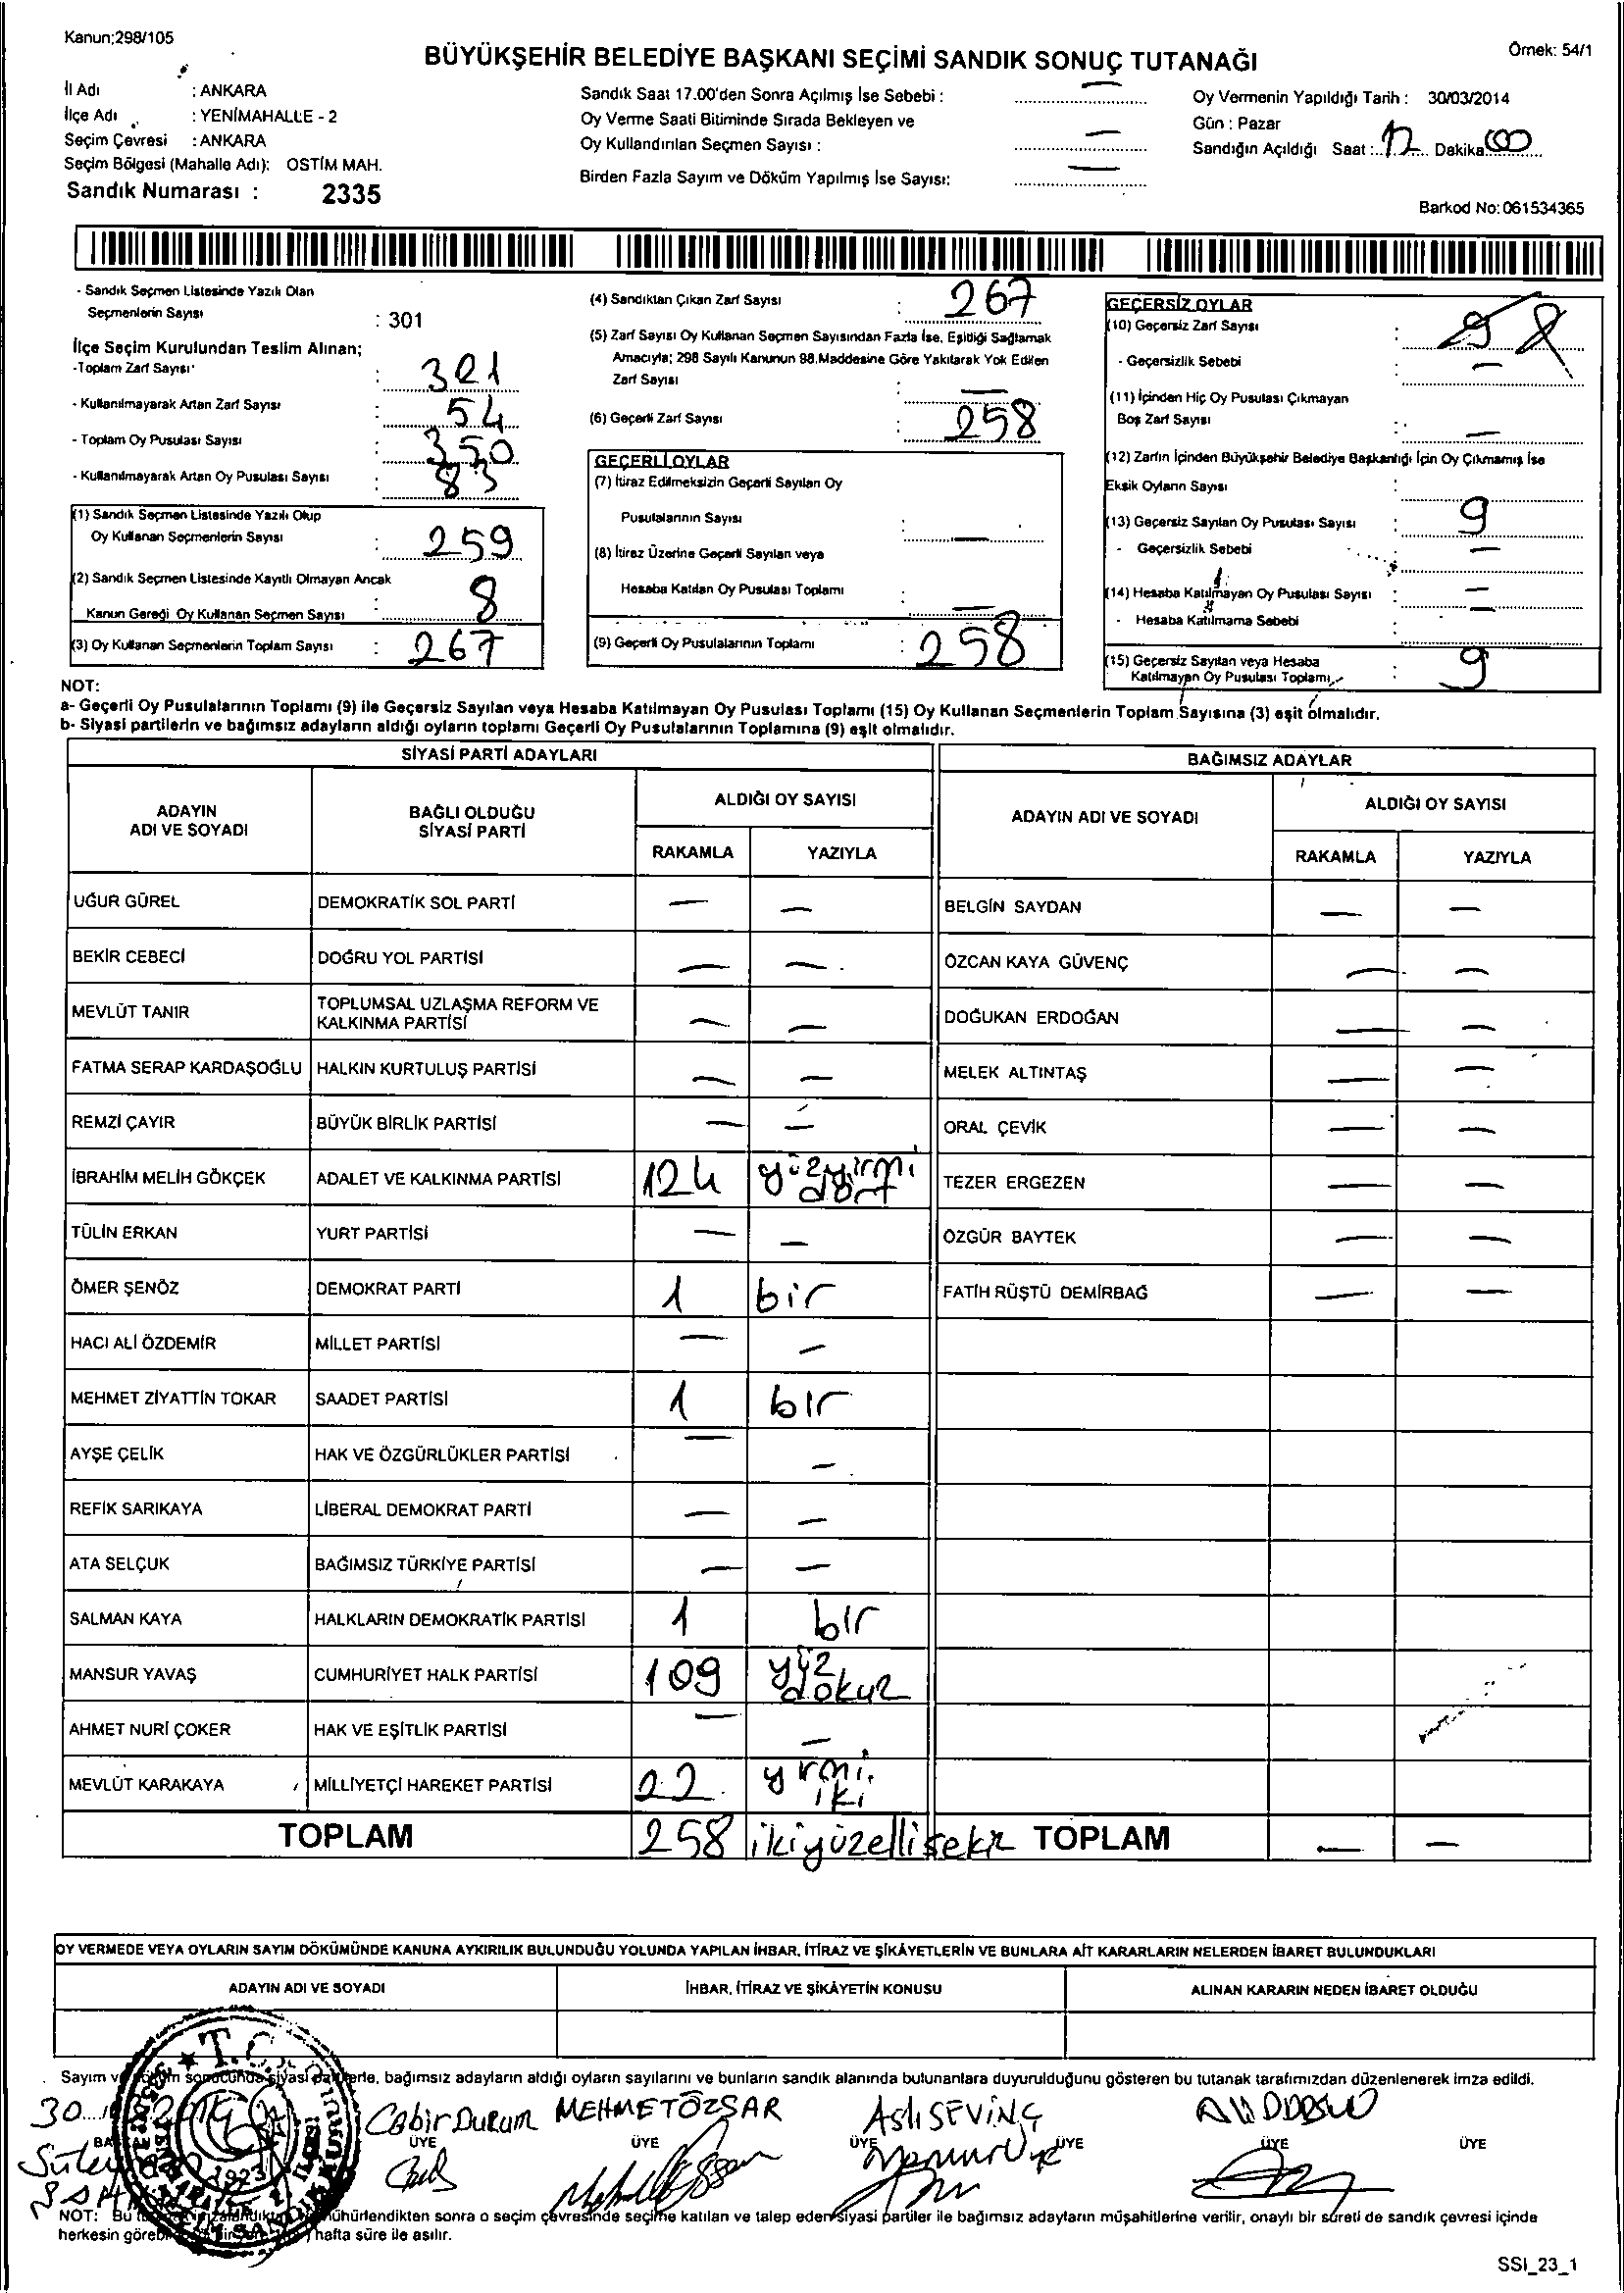 Kanun;298/105
Örnek: 54/1
BÜYÜKŞEHİR BELEDİYE BAŞKANI SEÇİMİ SANDIK SONUÇ TUTANAĞI
İl Adı : ANKARA
İlçe Adı : YENİMAHALLE - 2
Seçim Çevresi : ANKARA
Seçim Bölgesi (Mahalle Adı): OSTİM MAH.
Sandık Numarası : 2335
Sandık Saat 17.00'den Sonra Açılmış İse Sebebi : —
Oy Verme Saati Bitiminde Sırada Bekleyen ve
Oy Kullandırılan Seçmen Sayısı : —
Birden Fazla Sayım ve Döküm Yapılmış İse Sayısı: —
Oy Vermenin Yapıldığı Tarih : 30/03/2014
Gün : Pazar
Sandığın Açıldığı Saat : 17 Dakika 00
Barkod No:061534365
- Sandık Seçmen Listesinde Yazılı Olan
Seçmenlerin Sayısı : 301
İlçe Seçim Kurulundan Teslim Alınan;
-Toplam Zarf Sayısı : 321
- Kullanılmayarak Artan Zarf Sayısı : 54
- Toplam Oy Pusulası Sayısı : 350
- Kullanılmayarak Artan Oy Pusulası Sayısı : 83
(1) Sandık Seçmen Listesinde Yazılı Olup
Oy Kullanan Seçmenlerin Sayısı : 259
(2) Sandık Seçmen Listesinde Kayıtlı Olmayan Ancak
Kanun Gereği Oy Kullanan Seçmen Sayısı : 8
(3) Oy Kullanan Seçmenlerin Toplam Sayısı : 267
(4) Sandıktan Çıkan Zarf Sayısı : 267
(5) Zarf Sayısı Oy Kullanan Seçmen Sayısından Fazla İse, Eşitliği Sağlamak
Amacıyla; 298 Sayılı Kanunun 98.Maddesine Göre Yakılarak Yok Edilen
Zarf Sayısı : —
(6) Geçerli Zarf Sayısı : 258
GEÇERLİ OYLAR
(7) İtiraz Edilmeksizin Geçerli Sayılan Oy
Pusulalarının Sayısı : —
(8) İtiraz Üzerine Geçerli Sayılan veya
Hesaba Katılan Oy Pusulası Toplamı : —
(9) Geçerli Oy Pusulalarının Toplamı : 258
GEÇERSİZ OYLAR
(10) Geçersiz Zarf Sayısı :
- Geçersizlik Sebebi : —
(11) İçinden Hiç Oy Pusulası Çıkmayan
Boş Zarf Sayısı : —
(12) Zarfın İçinden Büyükşehir Belediye Başkanlığı İçin Oy Çıkmamış İse
Eksik Oyların Sayısı :
(13) Geçersiz Sayılan Oy Pusulası Sayısı : 9
- Geçersizlik Sebebi —
(14) Hesaba Katılmayan Oy Pusulası Sayısı : —
- Hesaba Katılmama Sebebi :
(15) Geçersiz Sayılan veya Hesaba
Katılmayan Oy Pusulası Toplamı 9
NOT:
a- Geçerli Oy Pusulalarının Toplamı (9) ile Geçersiz Sayılan veya Hesaba Katılmayan Oy Pusulası Toplamı (15) Oy Kullanan Seçmenlerin Toplam Sayısına (3) eşit olmalıdır.
b- Siyasi partilerin ve bağımsız adayların aldığı oyların toplamı Geçerli Oy Pusulalarının Toplamına (9) eşit olmalıdır.
SİYASİ PARTİ ADAYLARI
BAĞIMSIZ ADAYLAR
ADAYIN
ADI VE SOYADI
BAĞLI OLDUĞU
SİYASİ PARTİ
ALDIĞI OY SAYISI
RAKAMLA YAZIYLA
ADAYIN ADI VE SOYADI
ALDIĞI OY SAYISI
RAKAMLA YAZIYLA
UĞUR GÜREL DEMOKRATİK SOL PARTİ — — BELGİN SAYDAN — —
BEKİR CEBECİ DOĞRU YOL PARTİSİ — — ÖZCAN KAYA GÜVENÇ — —
MEVLÜT TANIR TOPLUMSAL UZLAŞMA REFORM VE
KALKINMA PARTİSİ — — DOĞUKAN ERDOĞAN — —
FATMA SERAP KARDAŞOĞLU HALKIN KURTULUŞ PARTİSİ — — MELEK ALTINTAŞ — —
REMZİ ÇAYIR BÜYÜK BİRLİK PARTİSİ — — ORAL ÇEVİK — —
İBRAHİM MELİH GÖKÇEK ADALET VE KALKINMA PARTİSİ 124 yüzyirmi dört TEZER ERGEZEN — —
TÜLİN ERKAN YURT PARTİSİ — — ÖZGÜR BAYTEK — —
ÖMER ŞENÖZ DEMOKRAT PARTİ 1 bir FATİH RÜŞTÜ DEMİRBAĞ — —
HACI ALİ ÖZDEMİR MİLLET PARTİSİ — —
MEHMET ZİYATTİN TOKAR SAADET PARTİSİ 1 bir
AYŞE ÇELİK HAK VE ÖZGÜRLÜKLER PARTİSİ — —
REFİK SARIKAYA LİBERAL DEMOKRAT PARTİ — —
ATA SELÇUK BAĞIMSIZ TÜRKİYE PARTİSİ — —
SALMAN KAYA HALKLARIN DEMOKRATİK PARTİSİ 1 bir
MANSUR YAVAŞ CUMHURİYET HALK PARTİSİ 109 yüz dokuz
AHMET NURİ ÇOKER HAK VE EŞİTLİK PARTİSİ — —
MEVLÜT KARAKAYA MİLLİYETÇİ HAREKET PARTİSİ 22 yirmi iki
TOPLAM 258 ikiyüzellisekiz TOPLAM — —
OY VERMEDE VEYA OYLARIN SAYIM DÖKÜMÜNDE KANUNA AYKIRILIK BULUNDUĞU YOLUNDA YAPILAN İHBAR, İTİRAZ VE ŞİKÂYETLERİN VE BUNLARA AİT KARARLARIN NELERDEN İBARET BULUNDUKLARI
ADAYIN ADI VE SOYADI İHBAR, İTİRAZ VE ŞİKÂYETİN KONUSU ALINAN KARARIN NEDEN İBARET OLDUĞU
Sayım siyasi bağımsız adayların aldığı oyların sayılarını ve bunların sandık alanında bulunanlara duyurulduğunu gösteren bu tutanak tarafımızdan düzenlenerek imza edildi.
30 Cabir Durum MEHMET ÖZSAR ASLI SEVİNÇ
ÜYE ÜYE ÜYE ÜYE ÜYE ÜYE
T.C.
1923
NOT: Bu mühürlendikten sonra o seçim çevresinde seçime katılan ve talep eden siyasi partiler ile bağımsız adayların müşahitlerine verilir, onaylı bir sureti de sandık çevresi içinde
herkesin hafta süre ile asılır.
SSI_23_1